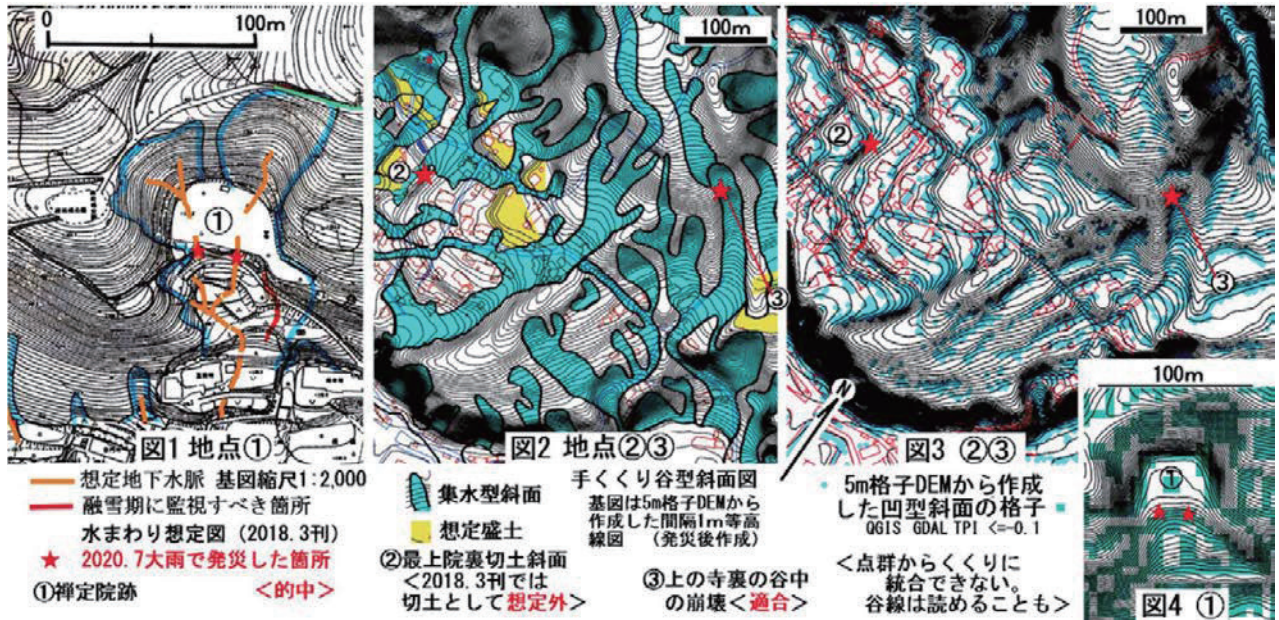 0 100m
①
図1 地点①
想定地下水脈 基図縮尺1:2,000
融雪期に監視すべき箇所
水まわり想定図（2018.3刊）
★ 2020.7大雨で発災した箇所
①禅定院跡 <的中>
100m
②
③
図2 地点②③
集水型斜面
想定盛土
手くくり谷型斜面図
基図は5m格子DEMから
作成した間隔1m等高
線図 （発災後作成）
②最上院裏切土斜面
<2018.3刊では
切土として想定外>
③上の寺裏の谷中
の崩壊<適合>
100m
②
③
N
図3 ②③
5m格子DEMから作成
した凹型斜面の格子
QGIS GDAL TPI <=-0.1
<点群からくくりに
統合できない。
谷線は読めることも>
100m
①
図4 ①